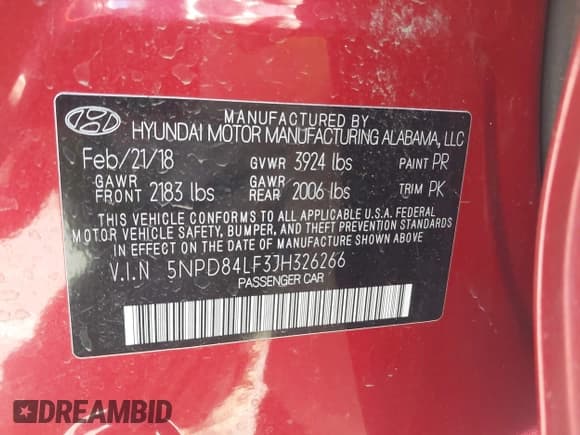 MANUFACTURED BY
HYUNDAI MOTOR MANUFACTURING ALABAMA, LLC
Feb/21/18 GVWR 3924 lbs PAINT PR
GAWR FRONT 2183 lbs GAWR REAR 2006 lbs TRIM PK
THIS VEHICLE CONFORMS TO ALL APPLICABLE U.S.A. FEDERAL
MOTOR VEHICLE SAFETY, BUMPER, AND THEFT PREVENTION STANDARDS
IN EFFECT ON THE DATE OF MANUFACTURE SHOWN ABOVE.
V.I.N 5NPD84LF3JH326266
PASSENGER CAR
DREAMBID